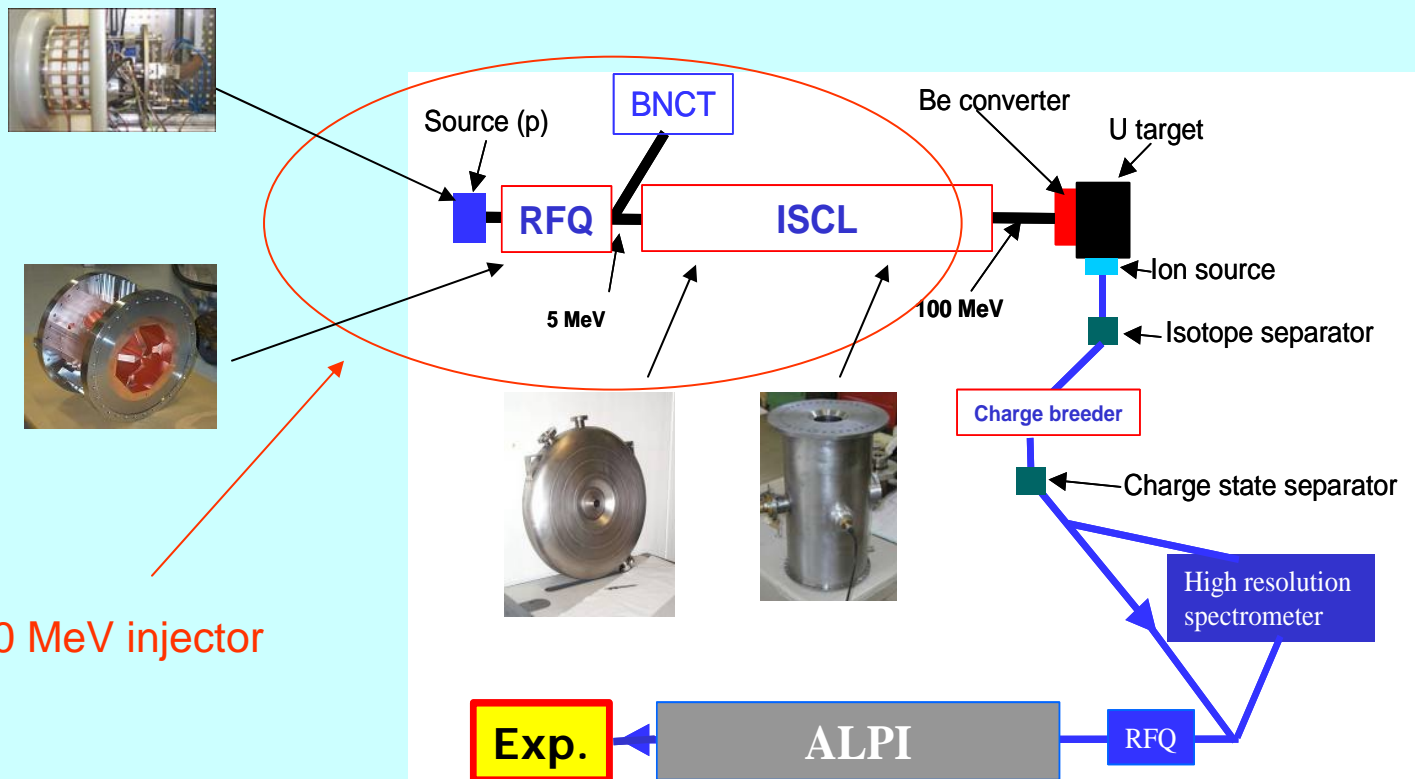 BNCT
Be converter
Source (p)
U target
RFQ
ISCL
Ion source
5 MeV
100 MeV
Isotope separator
Charge breeder
Charge state separator
High resolution
spectrometer
0 MeV injector
Exp.
ALPI
RFQ